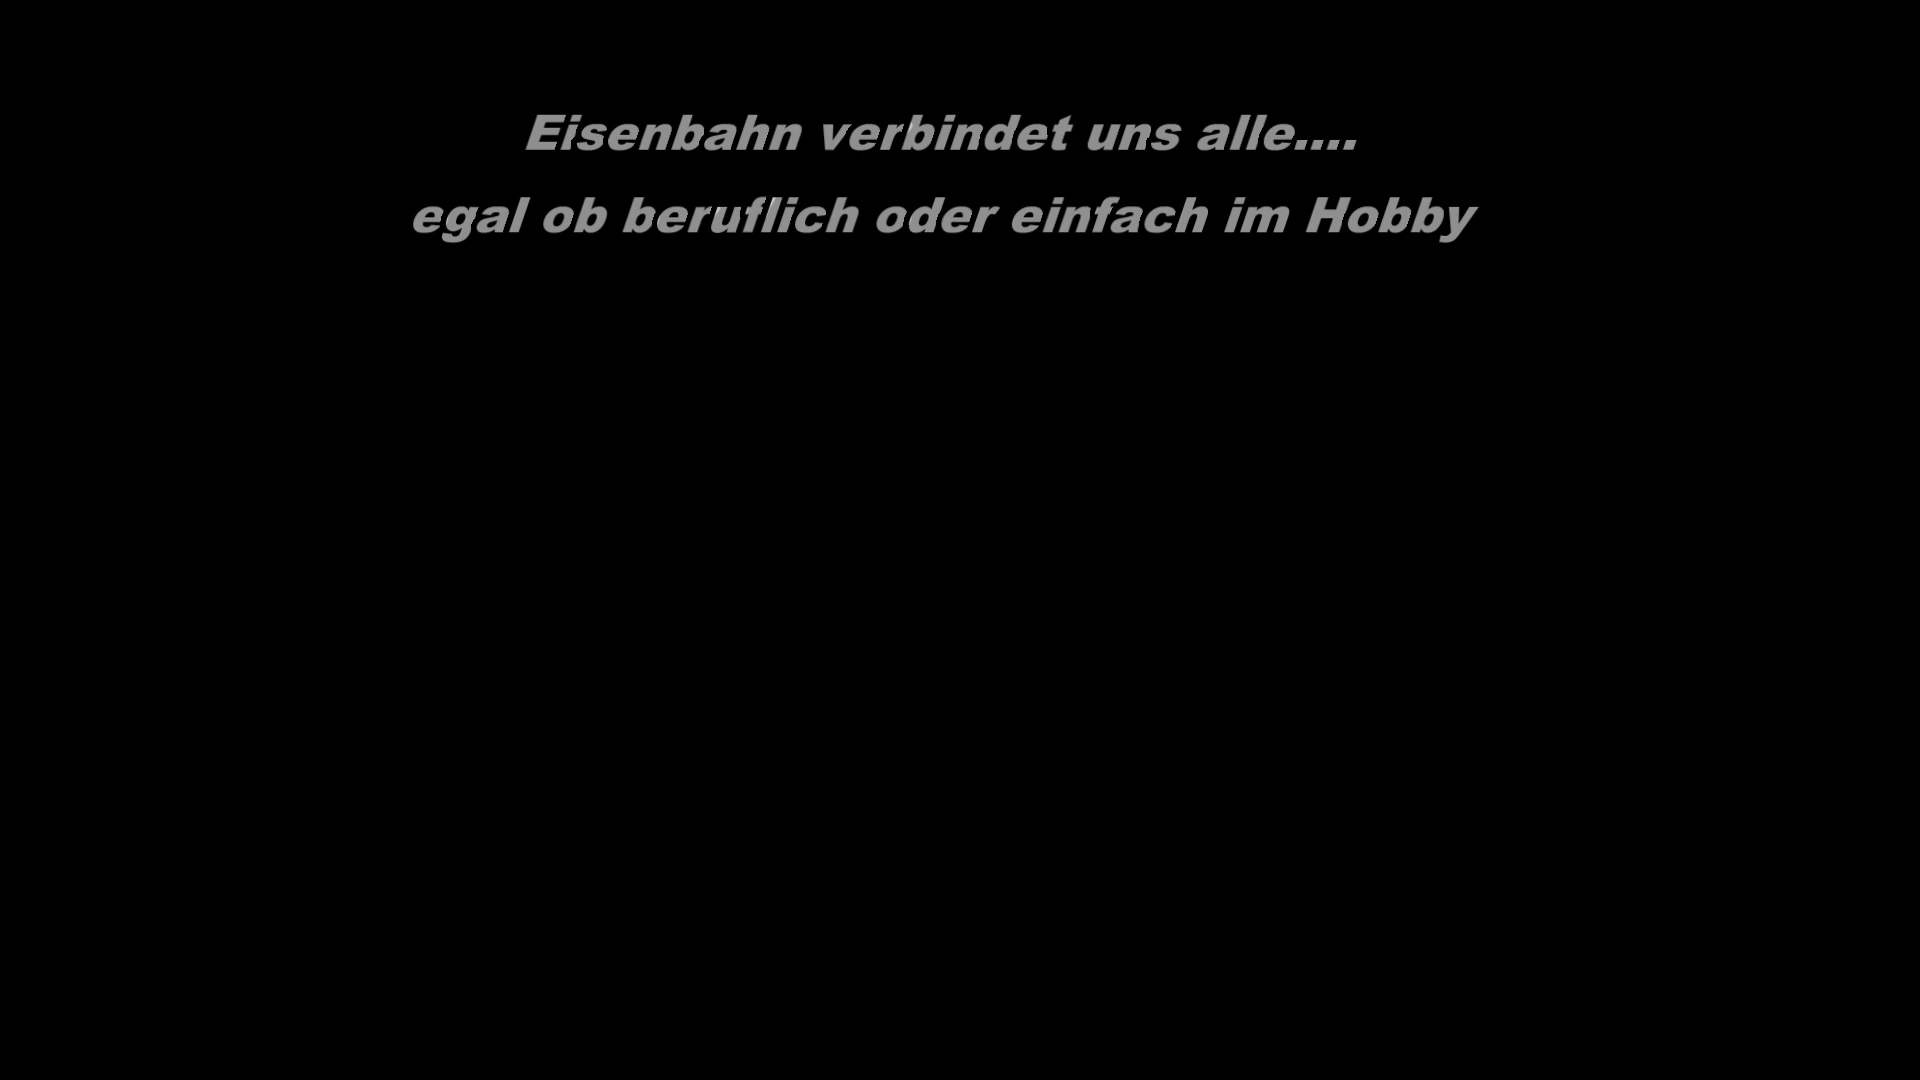 Eisenbahn verbindet uns alle....
egal ob beruflich oder einfach im Hobby